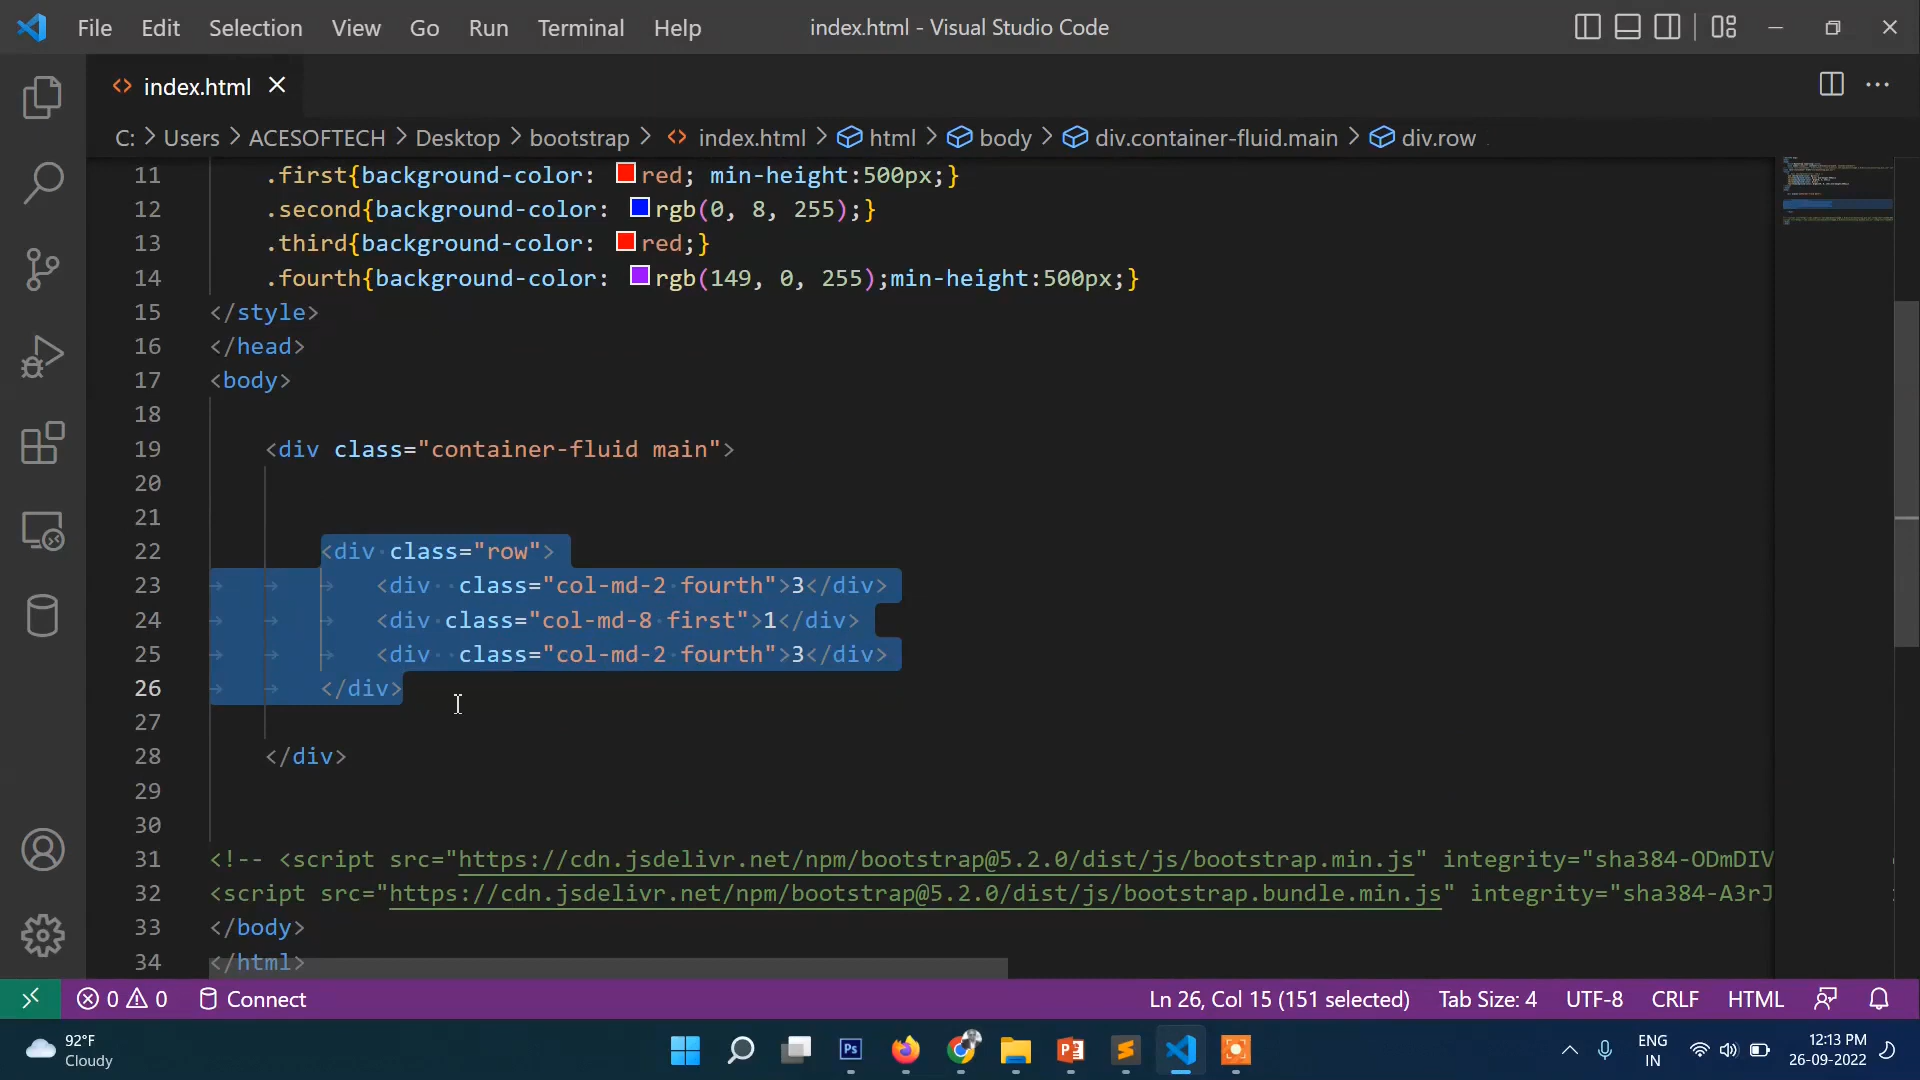 File Edit Selection View Go Run Terminal Help index.html - Visual Studio Code
index.html
C: > Users > ACESOFTECH > Desktop > bootstrap > index.html > html > body > div.container-fluid.main > div.row
11 .first{background-color: red; min-height:500px;}
12 .second{background-color: rgb(0, 8, 255);}
13 .third{background-color: red;}
14 .fourth{background-color: rgb(149, 0, 255);min-height:500px;}
15 </style>
16 </head>
17 <body>
18
19 <div class="container-fluid main">
20
21
22 <div class="row">
23 <div  class="col-md-2 fourth">3</div>
24 <div class="col-md-8 first">1</div>
25 <div  class="col-md-2 fourth">3</div>
26 </div>
27
28 </div>
29
30
31 <!-- <script src="https://cdn.jsdelivr.net/npm/bootstrap@5.2.0/dist/js/bootstrap.min.js" integrity="sha384-ODmDIV
32 <script src="https://cdn.jsdelivr.net/npm/bootstrap@5.2.0/dist/js/bootstrap.bundle.min.js" integrity="sha384-A3rJ
33 </body>
34 </html>
0 0 Connect Ln 26, Col 15 (151 selected) Tab Size: 4 UTF-8 CRLF HTML
92°F
Cloudy
Ps
ENG
IN
12:13 PM
26-09-2022